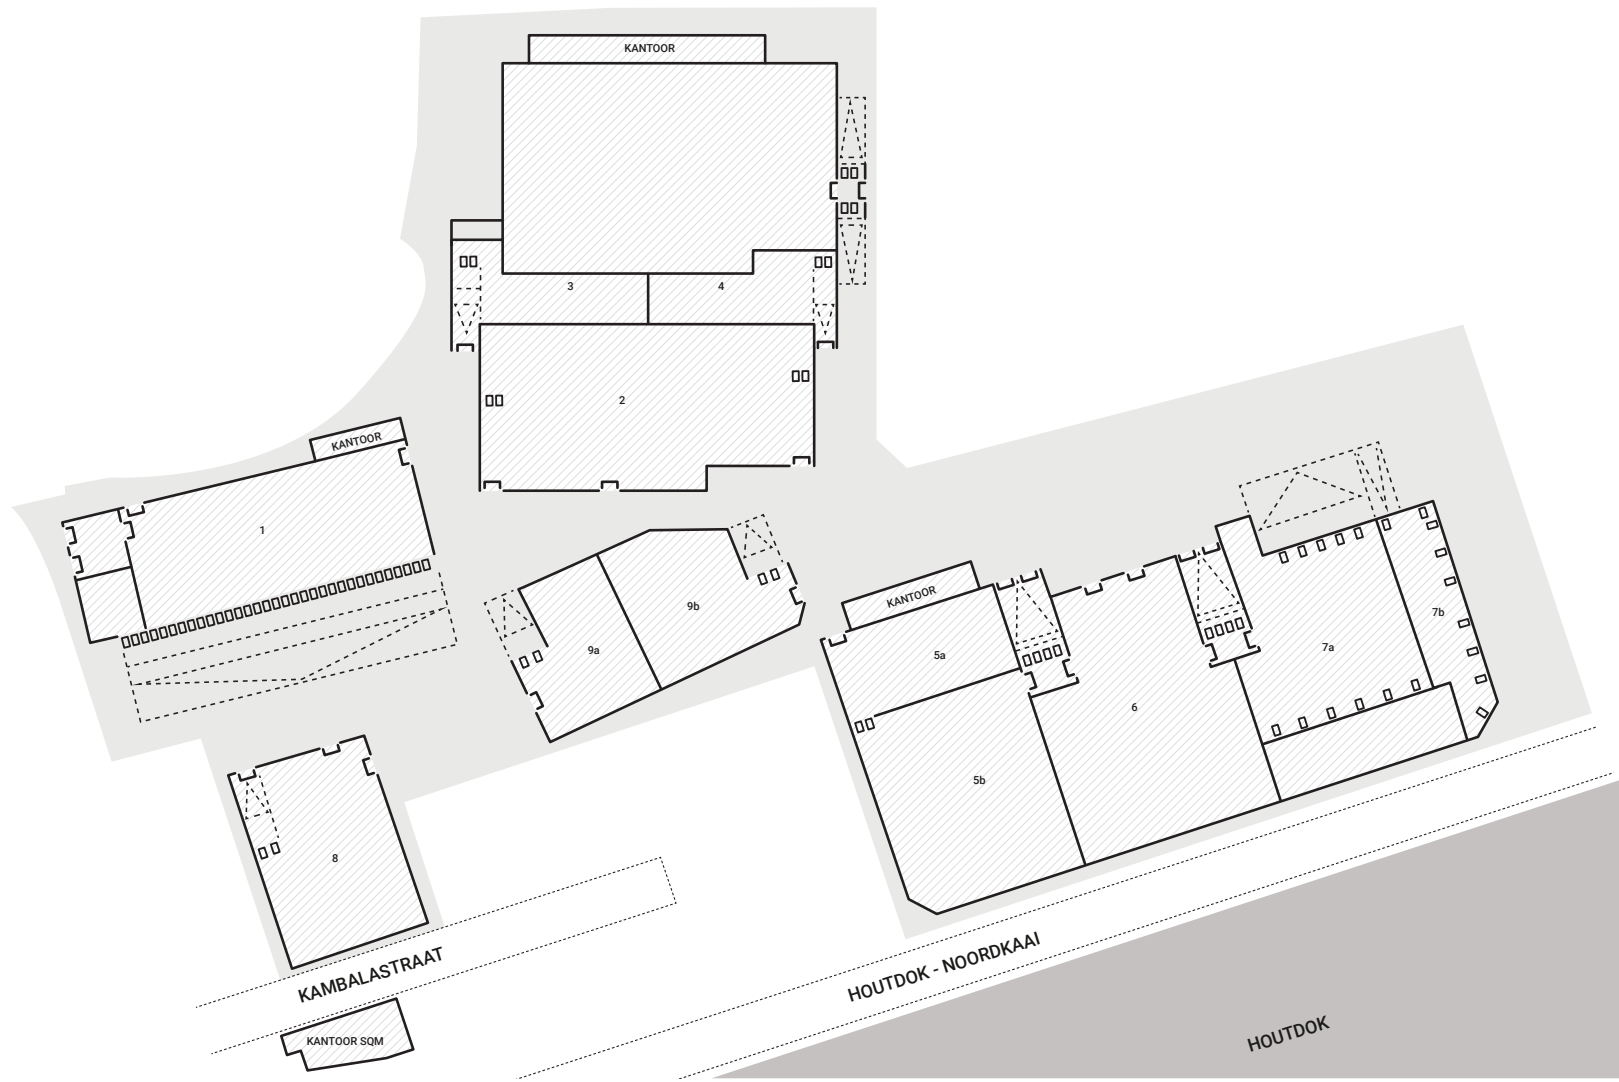 KANTOOR
3
4
2
KANTOOR
1
9b
9a
KANTOOR
5a
7b
7a
6
5b
8
KAMBALASTRAAT
HOUTDOK - NOORDKAAI
KANTOOR SQM
HOUTDOK